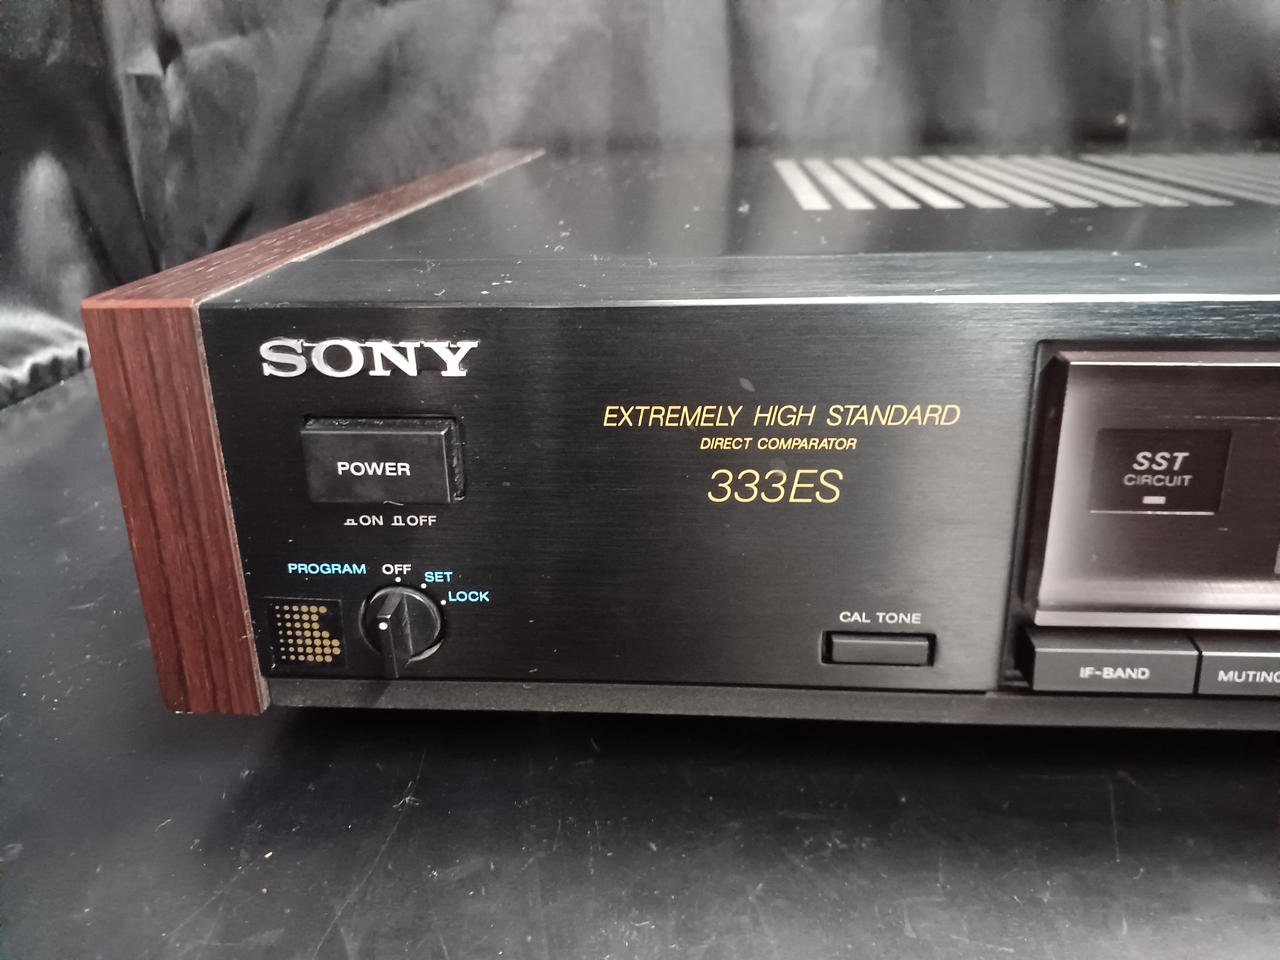 SONY
EXTREMELY HIGH STANDARD
DIRECT COMPARATOR
333ES
SST
CIRCUIT
POWER
ON OFF
PROGRAM OFF SET
LOCK
CAL TONE
IF-BAND
MUTING